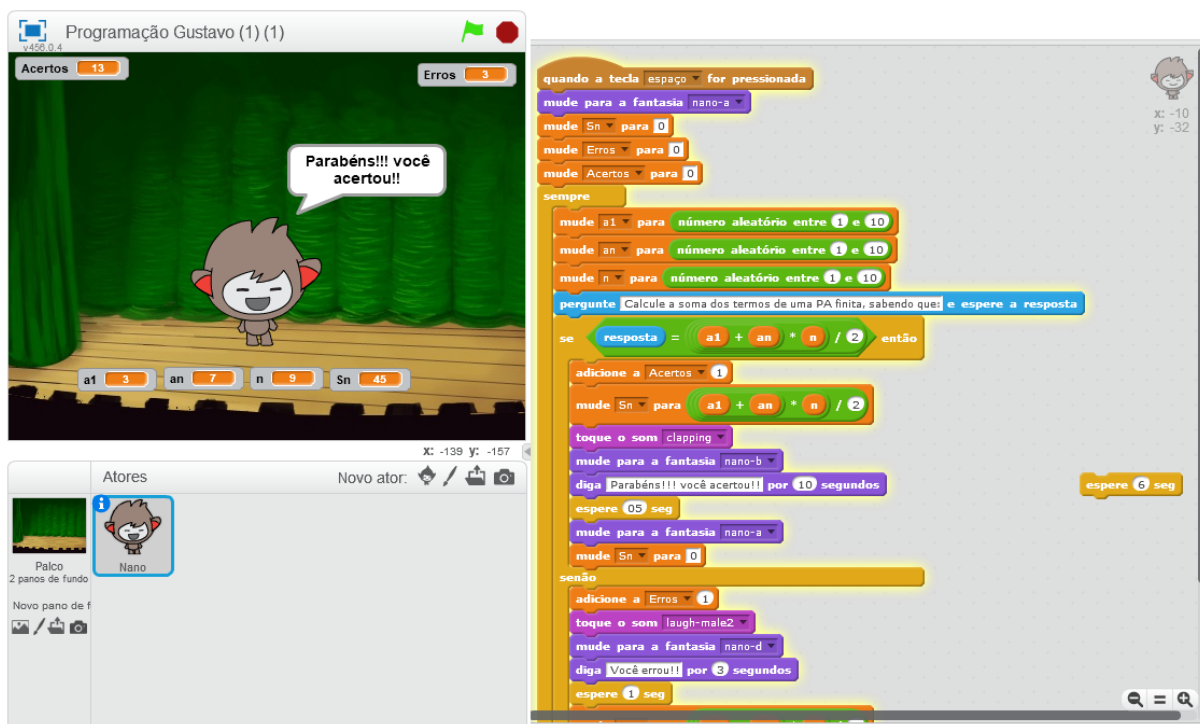 Programação Gustavo (1) (1)
v456.0.4
Acertos 13
Erros 3
Parabéns!!! você
acertou!!
a1 3 an 7 n 9 Sn 45
x: -139 y: -157
Atores
Novo ator:
Palco
2 panos de fundo
Novo pano de f
Nano
x: -10
y: -32
quando a tecla espaço for pressionada
mude para a fantasia nano-a
mude Sn para 0
mude Erros para 0
mude Acertos para 0
sempre
mude a1 para número aleatório entre 1 e 10
mude an para número aleatório entre 1 e 10
mude n para número aleatório entre 1 e 10
pergunte Calcule a soma dos termos de uma PA finita, sabendo que: e espere a resposta
se resposta = a1 + an * n / 2 então
adicione a Acertos 1
mude Sn para a1 + an * n / 2
toque o som clapping
mude para a fantasia nano-b
diga Parabéns!!! você acertou!! por 10 segundos
espere 05 seg
mude para a fantasia nano-a
mude Sn para 0
senão
adicione a Erros 1
toque o som laugh-male2
mude para a fantasia nano-d
diga Você errou!! por 3 segundos
espere 1 seg
espere 6 seg